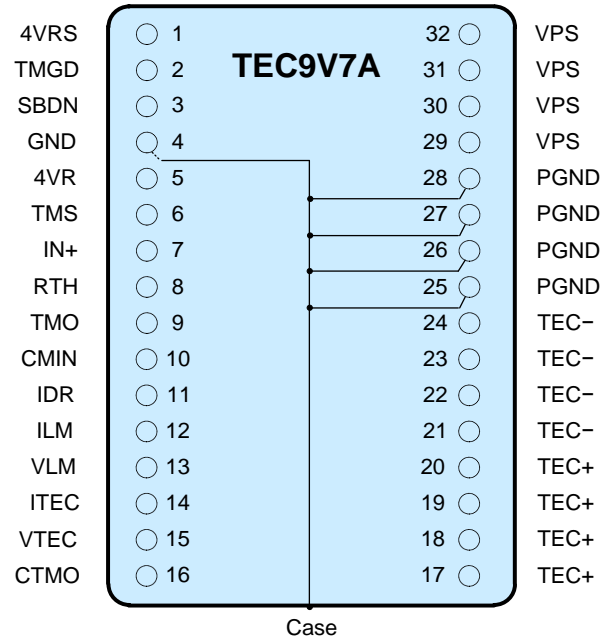 TEC9V7A
4VRS 1 32 VPS
TMGD 2 31 VPS
SBDN 3 30 VPS
GND 4 29 VPS
4VR 5 28 PGND
TMS 6 27 PGND
IN+ 7 26 PGND
RTH 8 25 PGND
TMO 9 24 TEC−
CMIN 10 23 TEC−
IDR 11 22 TEC−
ILM 12 21 TEC−
VLM 13 20 TEC+
ITEC 14 19 TEC+
VTEC 15 18 TEC+
CTMO 16 17 TEC+
Case